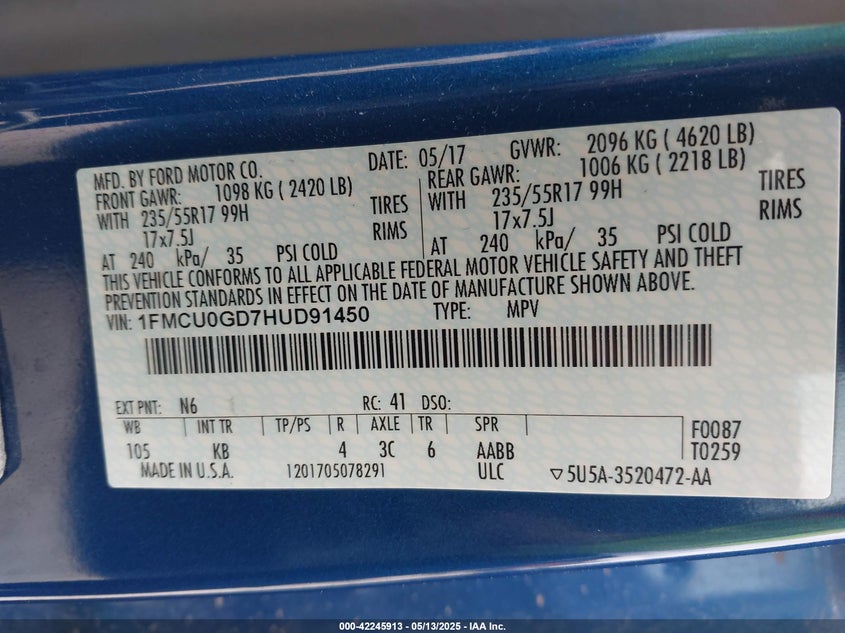 MFD. BY FORD MOTOR CO. DATE: 05/17 GVWR: 2096 KG ( 4620 LB)
FRONT GAWR: 1098 KG ( 2420 LB) REAR GAWR: 1006 KG ( 2218 LB)
WITH 235/55R17 99H TIRES WITH 235/55R17 99H TIRES
17x7.5J RIMS 17x7.5J RIMS
AT 240 kPa/ 35 PSI COLD AT 240 kPa/ 35 PSI COLD
THIS VEHICLE CONFORMS TO ALL APPLICABLE FEDERAL MOTOR VEHICLE SAFETY AND THEFT
PREVENTION STANDARDS IN EFFECT ON THE DATE OF MANUFACTURE SHOWN ABOVE.
VIN: 1FMCU0GD7HUD91450 TYPE: MPV
EXT PNT: N6 RC: 41 DSO:
WB INT TR TP/PS R AXLE TR SPR F0087
105 KB 4 3C 6 AABB T0259
MADE IN U.S.A. 1201705078291 ULC ▽5U5A-3520472-AA
000-42245913 - 05/13/2025 - IAA Inc.